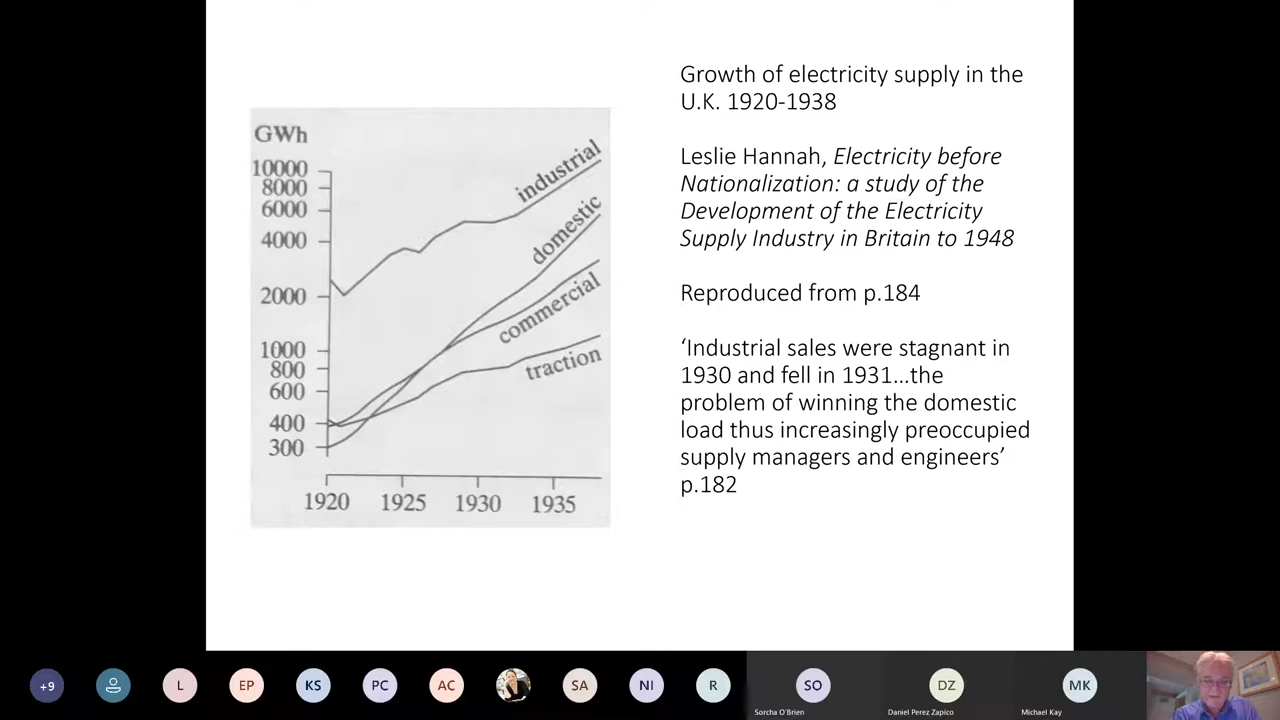 Growth of electricity supply in the
U.K. 1920-1938
Leslie Hannah, Electricity before
Nationalization: a study of the
Development of the Electricity
Supply Industry in Britain to 1948
Reproduced from p.184
‘Industrial sales were stagnant in
1930 and fell in 1931...the
problem of winning the domestic
load thus increasingly preoccupied
supply managers and engineers’
p.182
GWh
10000
8000
6000
4000
2000
1000
800
600
400
300
industrial
domestic
commercial
traction
1920 1925 1930 1935
+9 L EP KS PC AC SA NI R SO DZ MK
Sorcha O'Brien Daniel Perez Zapico Michael Kay